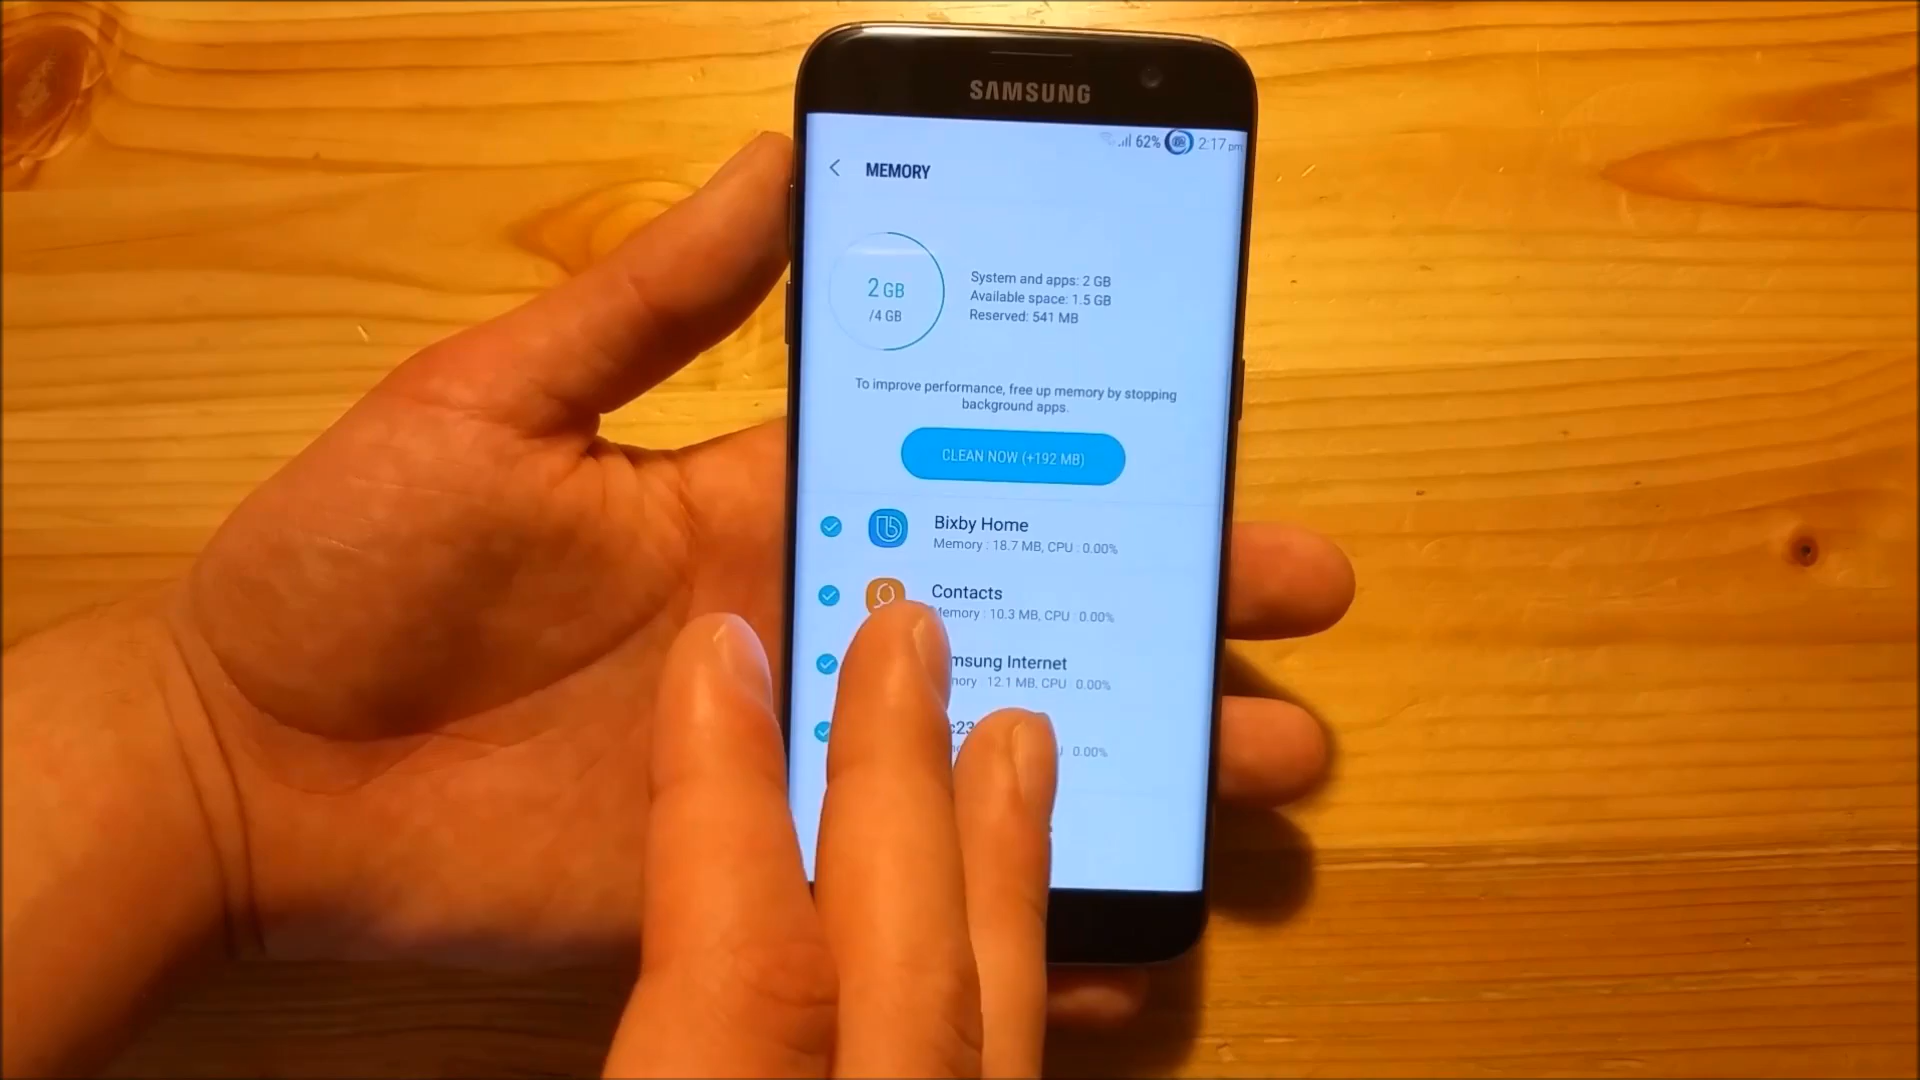 SAMSUNG
62% 2:17 pm
MEMORY
2 GB
/4 GB
System and apps: 2 GB
Available space: 1.5 GB
Reserved: 541 MB
To improve performance, free up memory by stopping
background apps.
CLEAN NOW (+192 MB)
Bixby Home
Memory : 18.7 MB, CPU : 0.00%
Contacts
emory : 10.3 MB, CPU : 0.00%
msung Internet
mory : 12.1 MB, CPU : 0.00%
c23
0.00%